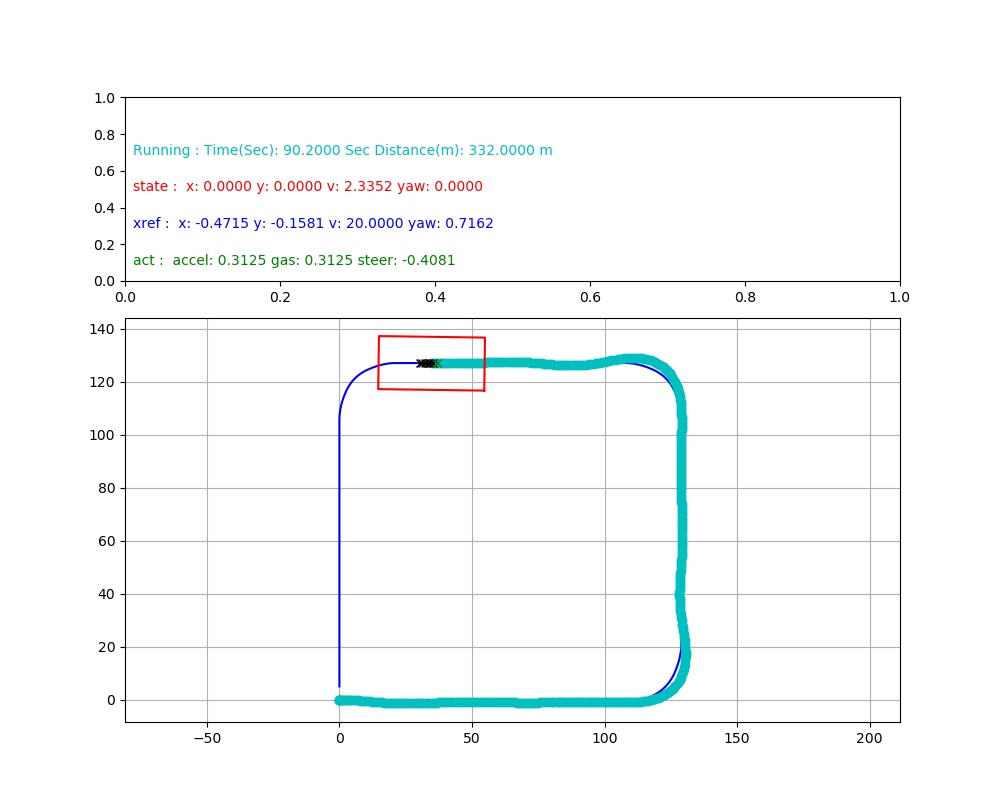 1.0
0.8
Running : Time(Sec): 90.2000 Sec Distance(m): 332.0000 m
0.6
state :  x: 0.0000 y: 0.0000 v: 2.3352 yaw: 0.0000
0.4
xref :  x: -0.4715 y: -0.1581 v: 20.0000 yaw: 0.7162
0.2
act :  accel: 0.3125 gas: 0.3125 steer: -0.4081
0.0
0.0 0.2 0.4 0.6 0.8 1.0
140
120
100
80
60
40
20
0
−50 0 50 100 150 200